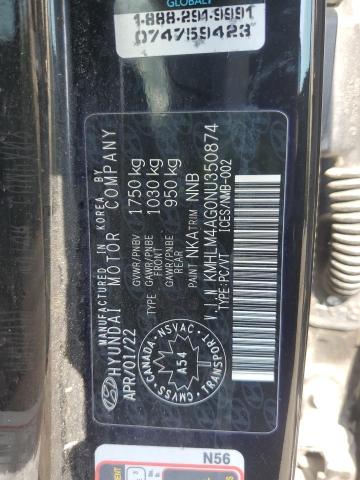 GLOBALI
1-888-294-9991
074759423
MANUFACTURED IN KOREA BY
HYUNDAI MOTOR COMPANY
APR/01/22
GVWR/PNBV 1750 kg
GAWR/PNBE FRONT 1030 kg
GAWR/PNBE REAR 950 kg
PAINT NKA TRIM NNB
V.I.N KMHLM4AG0NU350874
TYPE:PC/VT ICES/NMB-002
CANADA-NSVAC
A54
CMVSS TRANSPORT
N56